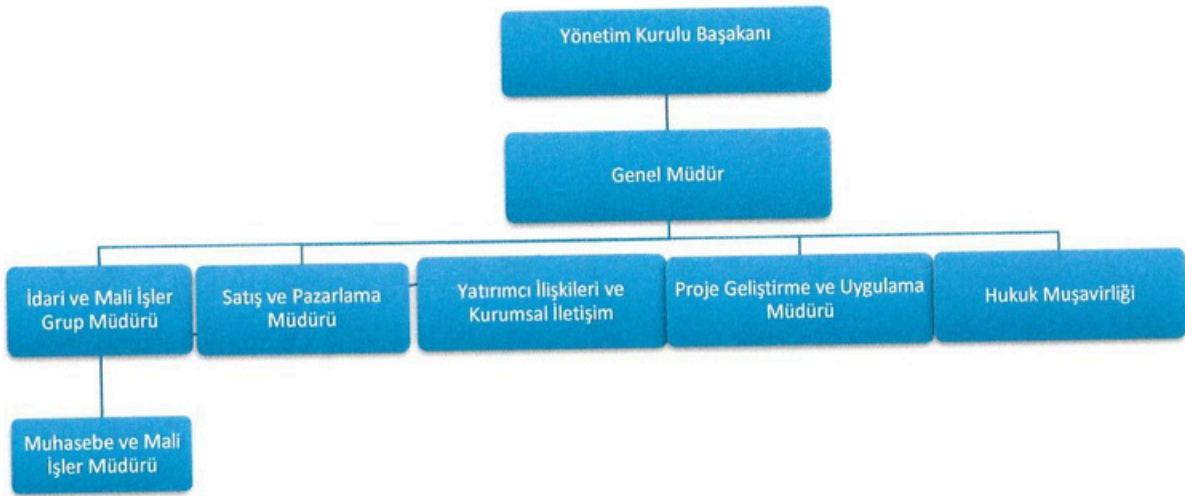 Yönetim Kurulu Başakanı
Genel Müdür
İdari ve Mali İşler
Grup Müdürü
Satış ve Pazarlama
Müdürü
Yatırımcı İlişkileri ve
Kurumsal İletişim
Proje Geliştirme ve Uygulama
Müdürü
Hukuk Muşavirliği
Muhasebe ve Mali
İşler Müdürü